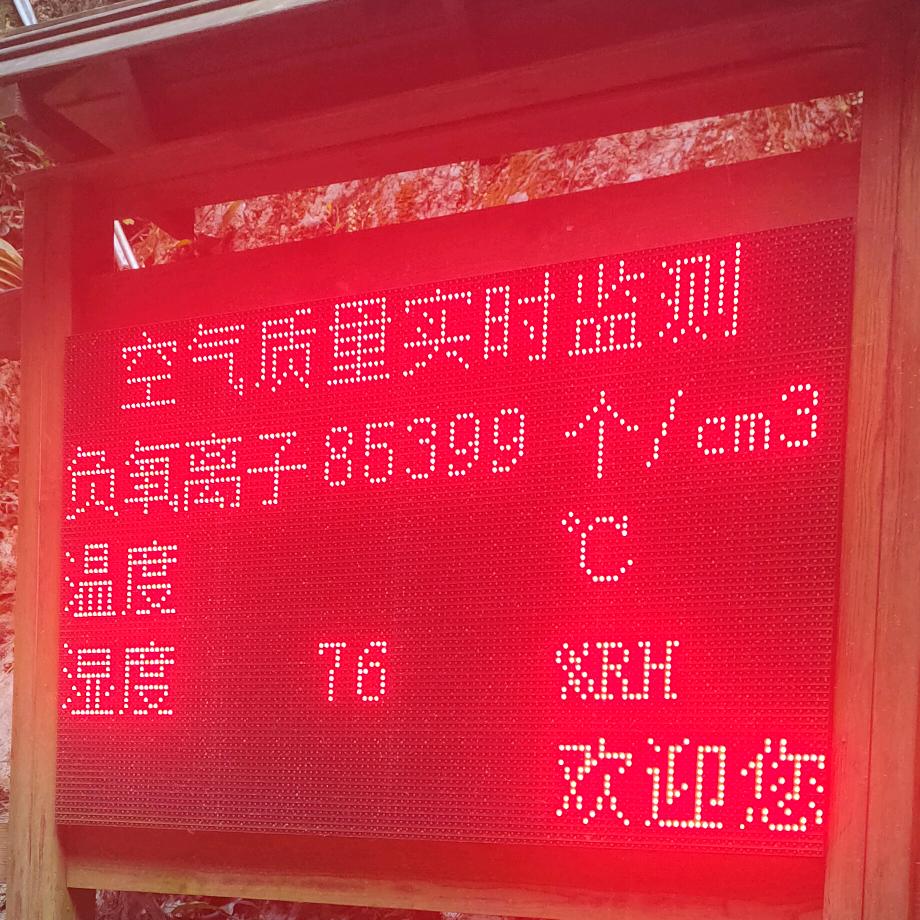 空气质量实时监测
负氧离子 85399 个/cm3
温度 ℃
湿度 76 %RH
欢迎您